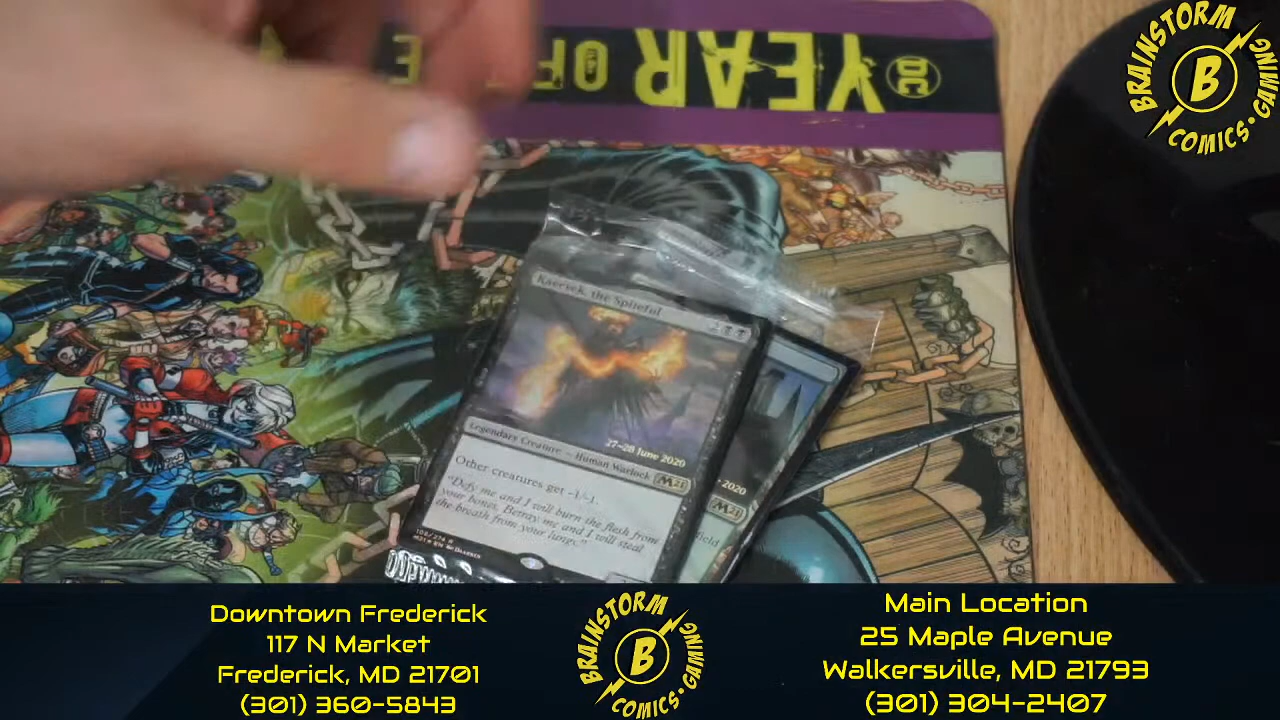 YEAR OF THE
DC
BRAINSTORM
B
COMICS • GAMING
Kaervek, the Spiteful
27–28 June 2020
Legendary Creature — Human Warlock
M21
Other creatures get -1/-1.
"Defy me and I will burn the flesh from
your bones. Betray me and I will steal
the breath from your lungs."
2020
M21
field
Downtown Frederick
117 N Market
Frederick, MD 21701
(301) 360-5843
BRAINSTORM
B
COMICS • GAMING
Main Location
25 Maple Avenue
Walkersville, MD 21793
(301) 304-2407